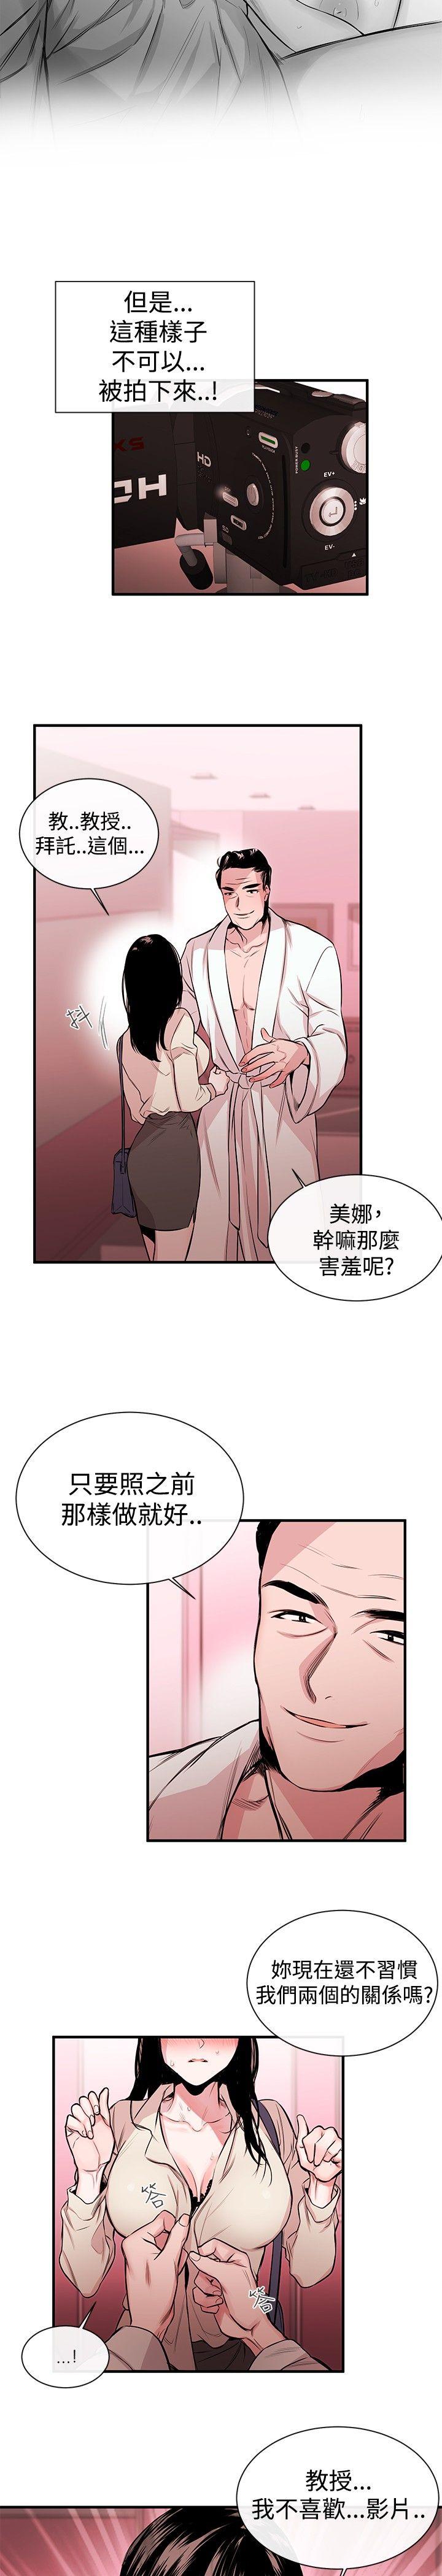 但是...
這種樣子
不可以...
被拍下來..!
HD
EV+
EV-
教..教授..
拜託..這個...
抖
美娜,
幹嘛那麼
害羞呢?
只要照之前
那樣做就好..
妳現在還不習慣
我們兩個的關係嗎?
答
答
...!
教授...
我不喜歡...影片..